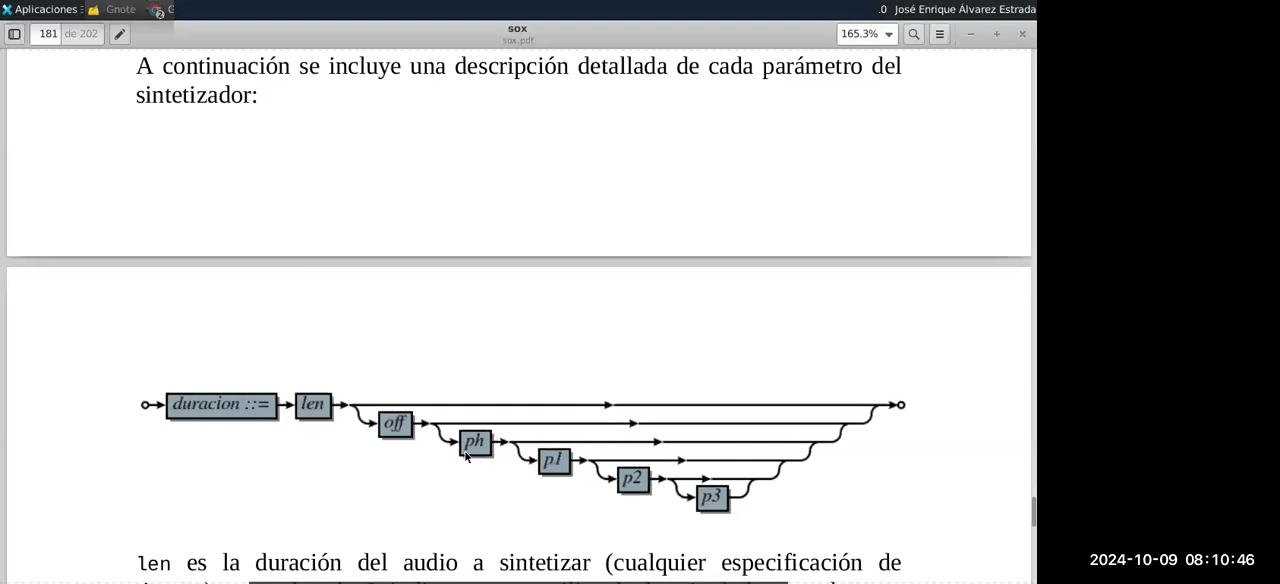 Aplicaciones Gnote .0 José Enrique Álvarez Estrada
181 de 202 sox sox.pdf 165.3%
A continuación se incluye una descripción detallada de cada parámetro del
sintetizador:
duracion ::= len
off
ph
p1
p2
p3
len es la duración del audio a sintetizar (cualquier especificación de
2024-10-09 08:10:46